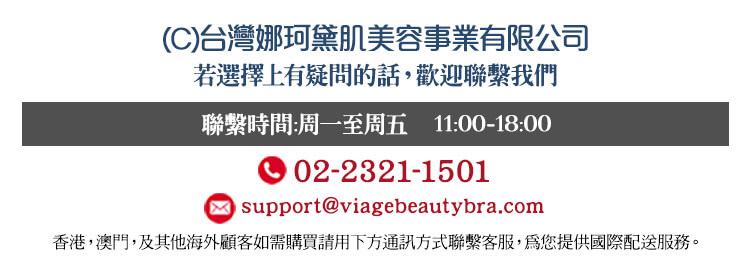 (C)台灣娜珂黛肌美容事業有限公司
若選擇上有疑問的話，歡迎聯繫我們
聯繫時間:周一至周五 11:00-18:00
02-2321-1501
support@viagebeautybra.com
香港，澳門，及其他海外顧客如需購買請用下方通訊方式聯繫客服，為您提供國際配送服務。